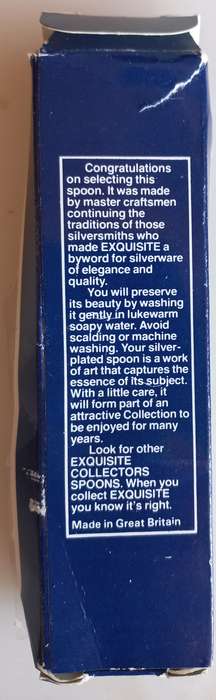 Congratulations
on selecting this
spoon. It was made
by master craftsmen
continuing the
traditions of those
silversmiths who
made EXQUISITE a
byword for silverware
of elegance and
quality.
You will preserve
its beauty by washing
it gently in lukewarm
soapy water. Avoid
scalding or machine
washing. Your silver-
plated spoon is a work
of art that captures the
essence of its subject.
With a little care, it
will form part of an
attractive Collection to
be enjoyed for many
years.
Look for other
EXQUISITE
COLLECTORS
SPOONS. When you
collect EXQUISITE
you know it's right.
Made in Great Britain